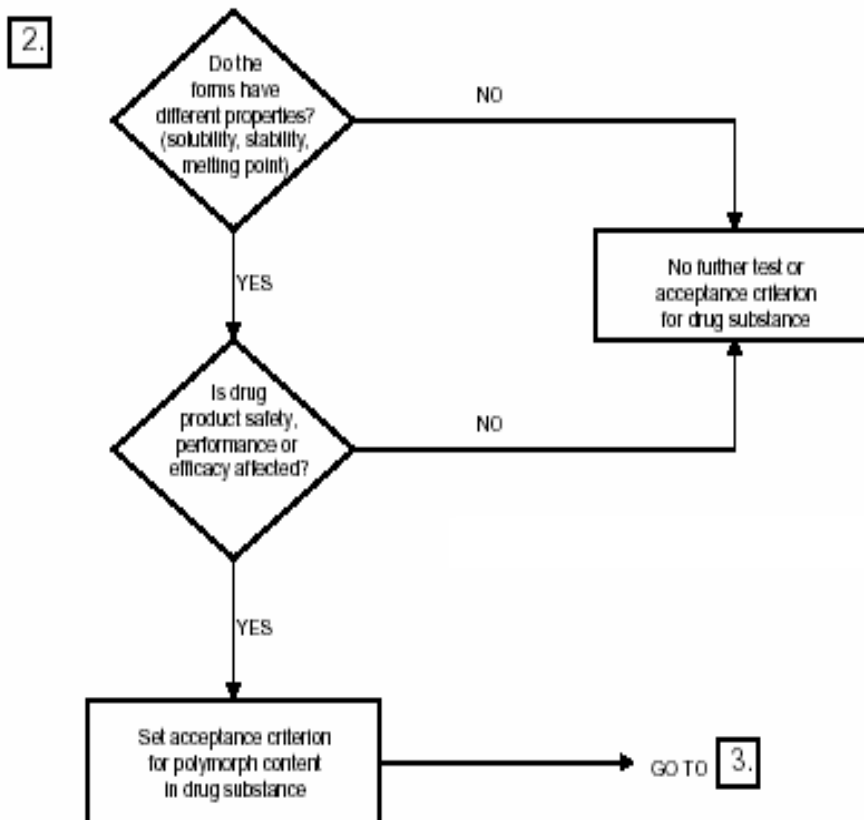 2.
Do the
forms have
different properties?
(solubility, stability,
melting point)
NO
No further test or
acceptance criterion
for drug substance
YES
Is drug
product safety,
performance or
efficacy affected?
NO
YES
Set acceptance criterion
for polymorph content
in drug substance
GO TO 3.